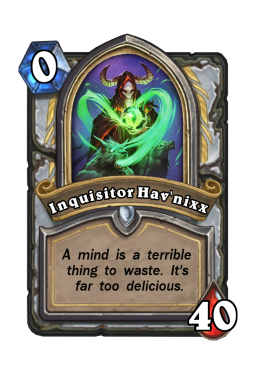 0
Inquisitor Hav'nixx
A mind is a terrible
thing to waste. It's
far too delicious.
40